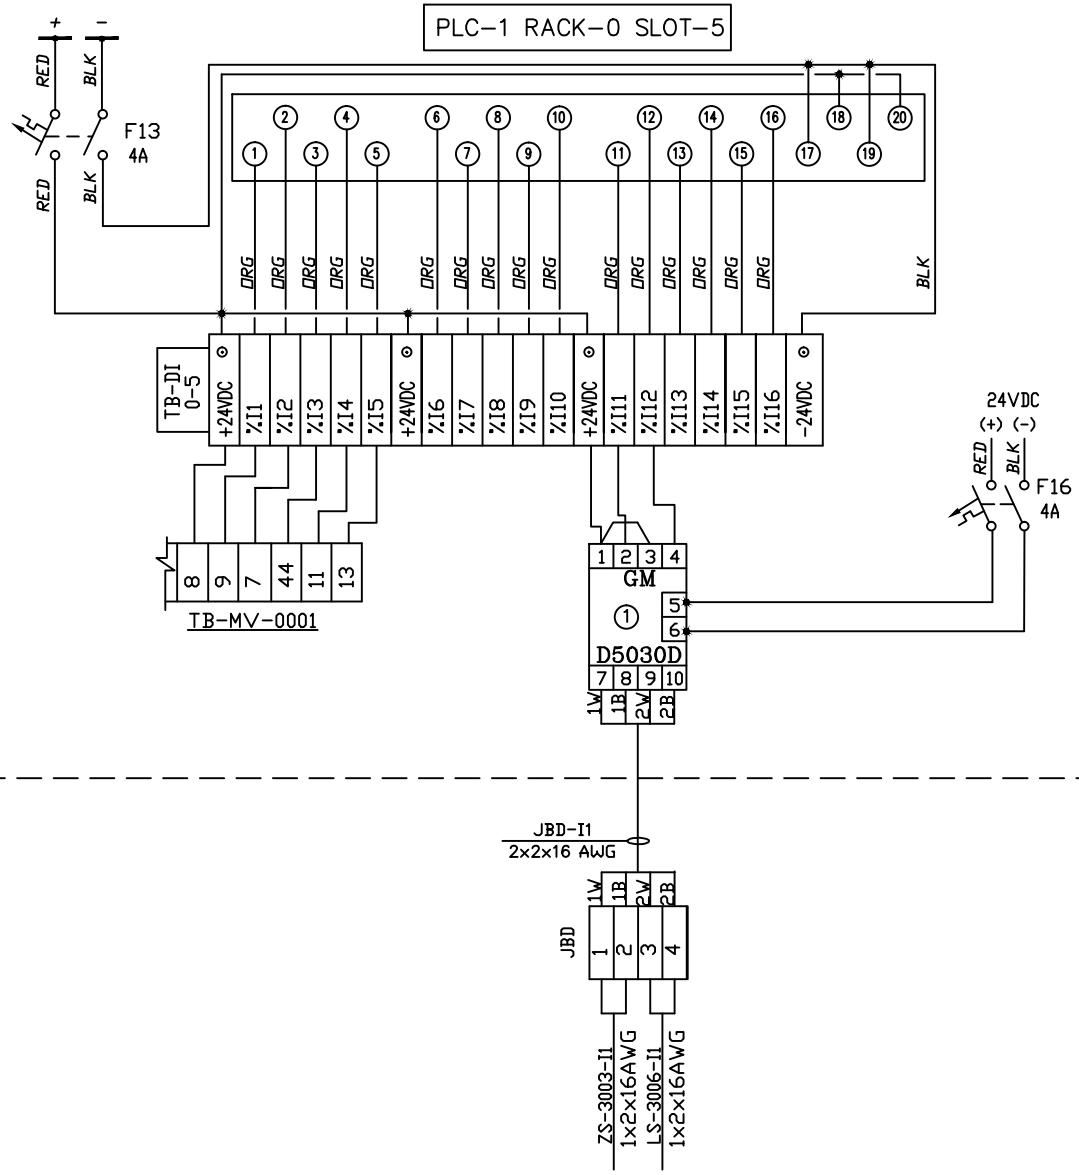 PLC-1 RACK-0 SLOT-5
+ -
RED BLK
F13
4A
RED BLK
2 4 6 8 10 12 14 16 18 20
1 3 5 7 9 11 13 15 17 19
ORG ORG ORG ORG ORG ORG ORG ORG ORG ORG ORG ORG ORG ORG ORG ORG BLK
TB-DI
0-5
+24VDC
%I1
%I2
%I3
%I4
%I5
+24VDC
%I6
%I7
%I8
%I9
%I10
+24VDC
%I11
%I12
%I13
%I14
%I15
%I16
-24VDC
24VDC
(+) (-)
RED BLK
F16
4A
8 9 7 44 11 13
TB-MV-0001
1 2 3 4
GM
5
1
6
D5030D
7 8 9 10
1W 1B 2W 2B
JBD-I1
2x2x16 AWG
1W 1B 2W 2B
JBD
1 2 3 4
ZS-3003-I1
1x2x16AWG
LS-3006-I1
1x2x16AWG